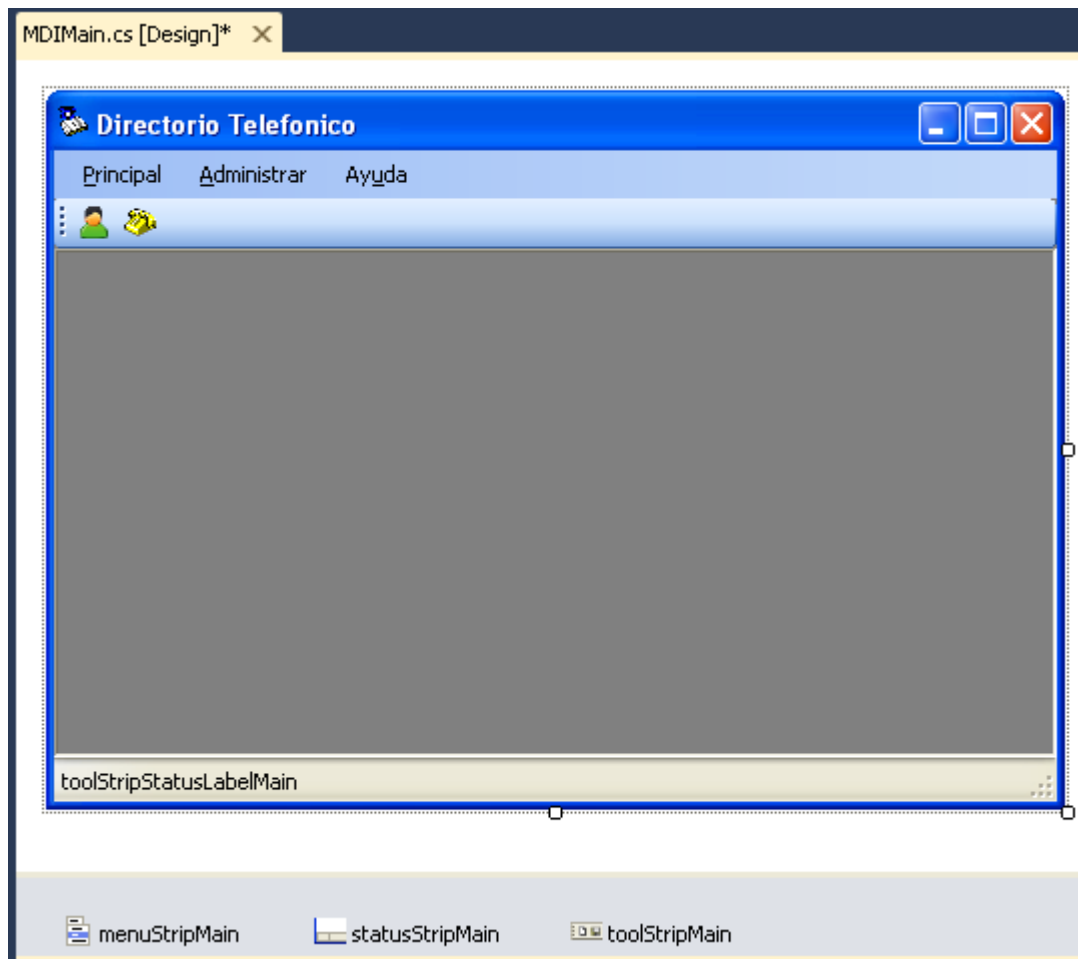 MDIMain.cs [Design]*
Directorio Telefonico
Principal Administrar Ayuda
toolStripStatusLabelMain
menuStripMain statusStripMain toolStripMain